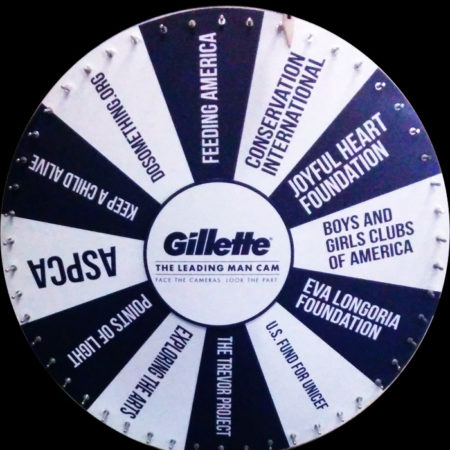 Gillette
THE LEADING MAN CAM
FACE THE CAMERAS. LOOK THE PART.
FEEDING AMERICA
CONSERVATION
INTERNATIONAL
JOYFUL HEART
FOUNDATION
BOYS AND
GIRLS CLUBS
OF AMERICA
EVA LONGORIA
FOUNDATION
U.S. FUND FOR UNICEF
THE TREVOR PROJECT
EXPLORING THE ARTS
POINTS OF LIGHT
ASPCA
KEEP A CHILD ALIVE
DOSOMETHING.ORG